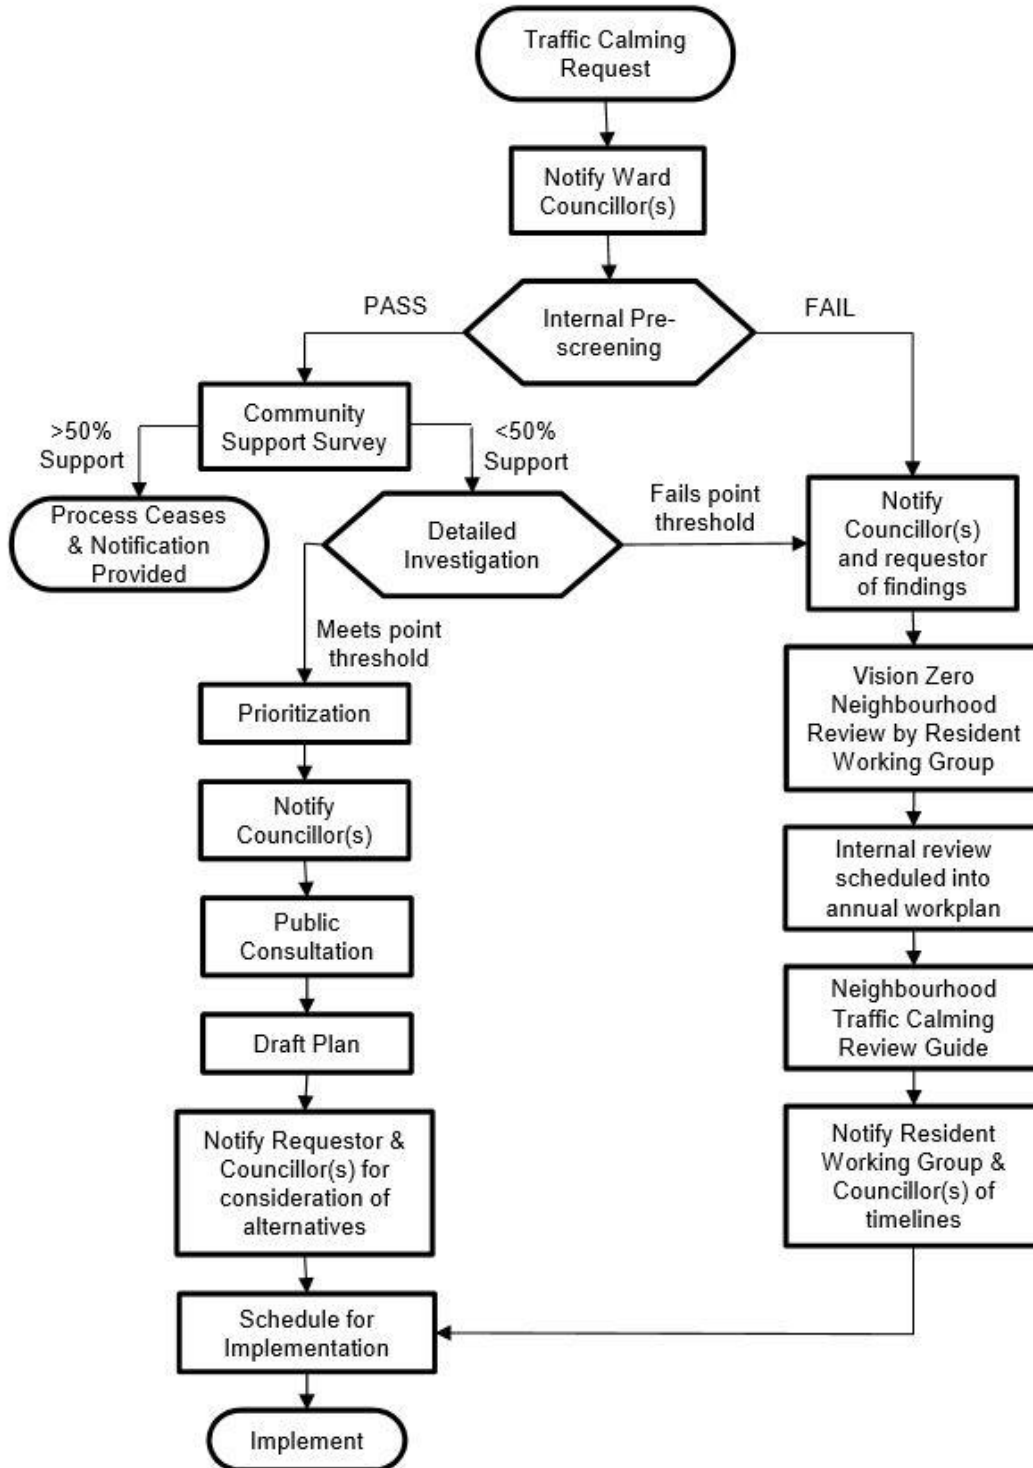 Traffic Calming
Request
Notify Ward
Councillor(s)
PASS
Internal Pre-
screening
FAIL
Community
Support Survey
>50%
Support
<50%
Support
Process Ceases
& Notification
Provided
Detailed
Investigation
Fails point
threshold
Notify
Councillor(s)
and requestor
of findings
Meets point
threshold
Prioritization
Notify
Councillor(s)
Public
Consultation
Draft Plan
Notify Requestor &
Councillor(s) for
consideration of
alternatives
Vision Zero
Neighbourhood
Review by Resident
Working Group
Internal review
scheduled into
annual workplan
Neighbourhood
Traffic Calming
Review Guide
Notify Resident
Working Group &
Councillor(s) of
timelines
Schedule for
Implementation
Implement